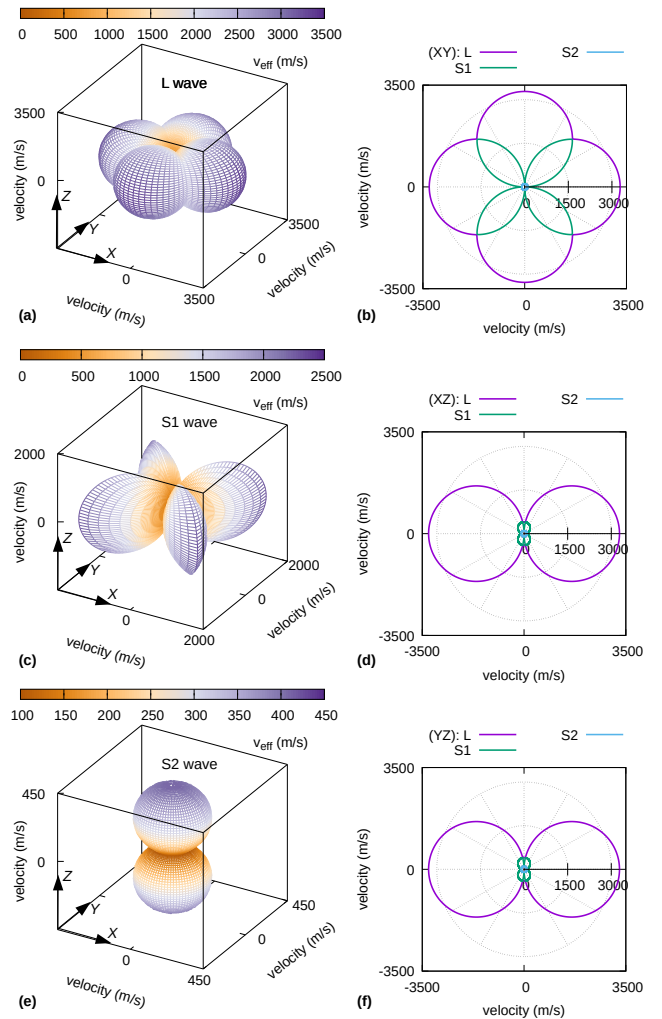 0 500 1000 1500 2000 2500 3000 3500
v_eff (m/s)
L wave
3500
0
velocity (m/s)
Z
Y
X
velocity (m/s)
0
3500
velocity (m/s)
0
3500
(a)
(XY): L
S1
S2
3500
0
-3500
velocity (m/s)
0 1500 3000
-3500 0 3500
velocity (m/s)
(b)
0 500 1000 1500 2000 2500
v_eff (m/s)
S1 wave
2000
0
velocity (m/s)
Z
Y
X
velocity (m/s)
0
2000
velocity (m/s)
0
2000
(c)
(XZ): L
S1
S2
3500
0
-3500
velocity (m/s)
0 1500 3000
-3500 0 3500
velocity (m/s)
(d)
100 150 200 250 300 350 400 450
v_eff (m/s)
S2 wave
450
0
velocity (m/s)
Z
Y
X
velocity (m/s)
0
450
velocity (m/s)
0
450
(e)
(YZ): L
S1
S2
3500
0
-3500
velocity (m/s)
0 1500 3000
-3500 0 3500
velocity (m/s)
(f)